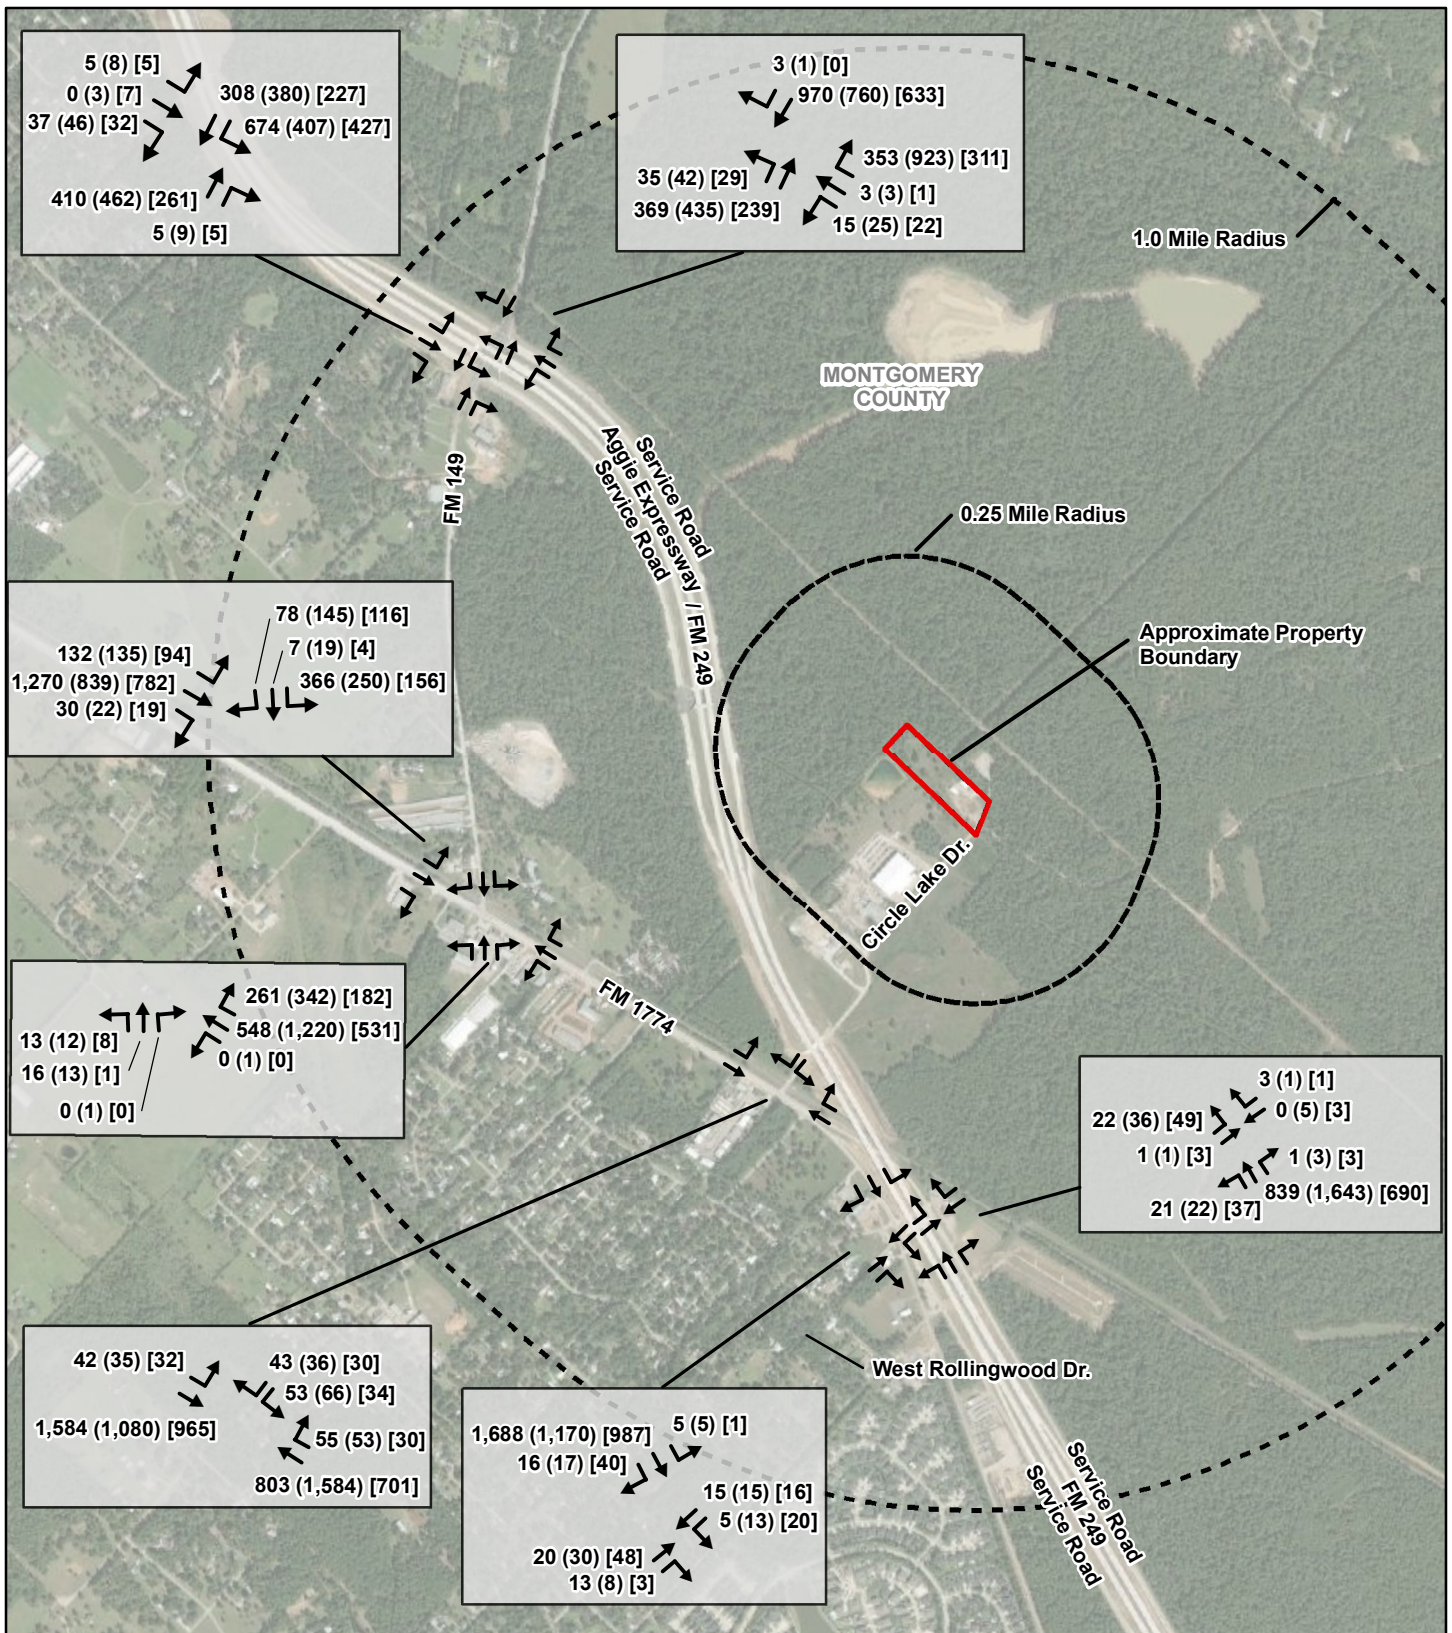 5 (8) [5]
0 (3) [7]
37 (46) [32]
308 (380) [227]
674 (407) [427]
410 (462) [261]
5 (9) [5]
3 (1) [0]
970 (760) [633]
35 (42) [29]
369 (435) [239]
353 (923) [311]
3 (3) [1]
15 (25) [22]
1.0 Mile Radius
MONTGOMERY
COUNTY
Service Road
Aggie Expressway / FM 249
Service Road
FM 149
0.25 Mile Radius
Approximate Property
Boundary
78 (145) [116]
7 (19) [4]
366 (250) [156]
132 (135) [94]
1,270 (839) [782]
30 (22) [19]
Circle Lake Dr.
FM 1774
13 (12) [8]
16 (13) [1]
0 (1) [0]
261 (342) [182]
548 (1,220) [531]
0 (1) [0]
3 (1) [1]
0 (5) [3]
22 (36) [49]
1 (1) [3]
1 (3) [3]
839 (1,643) [690]
21 (22) [37]
42 (35) [32]
1,584 (1,080) [965]
43 (36) [30]
53 (66) [34]
55 (53) [30]
803 (1,584) [701]
West Rollingwood Dr.
1,688 (1,170) [987]
16 (17) [40]
5 (5) [1]
15 (15) [16]
5 (13) [20]
20 (30) [48]
13 (8) [3]
Service Road
FM 249
Service Road